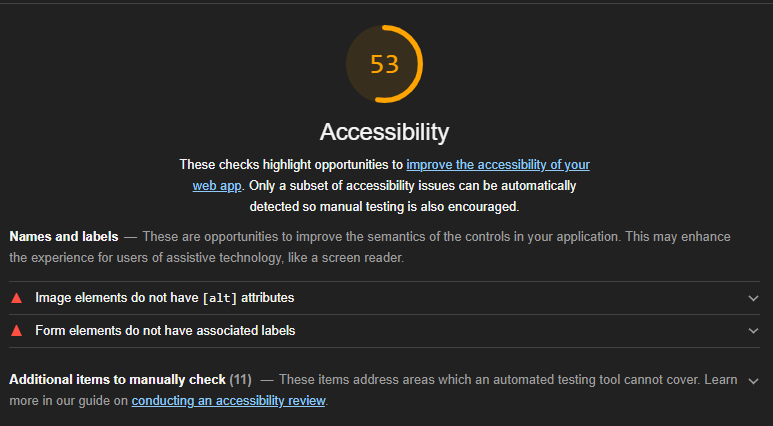 53
Accessibility
These checks highlight opportunities to improve the accessibility of your
web app. Only a subset of accessibility issues can be automatically
detected so manual testing is also encouraged.
Names and labels — These are opportunities to improve the semantics of the controls in your application. This may enhance
the experience for users of assistive technology, like a screen reader.
Image elements do not have [alt] attributes
Form elements do not have associated labels
Additional items to manually check (11) — These items address areas which an automated testing tool cannot cover. Learn
more in our guide on conducting an accessibility review.